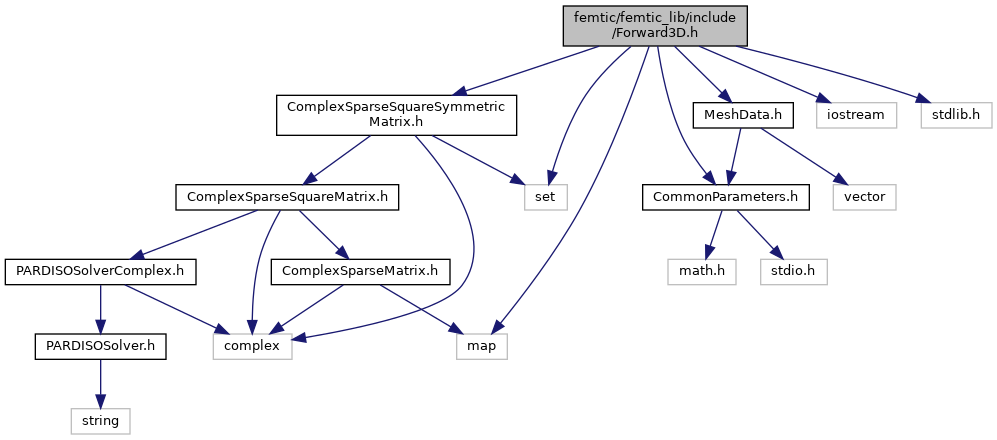 femtic/femtic_lib/include
/Forward3D.h
ComplexSparseSquareSymmetric
Matrix.h
MeshData.h
iostream
stdlib.h
ComplexSparseSquareMatrix.h
set
CommonParameters.h
vector
PARDISOSolverComplex.h
ComplexSparseMatrix.h
math.h
stdio.h
PARDISOSolver.h
complex
map
string